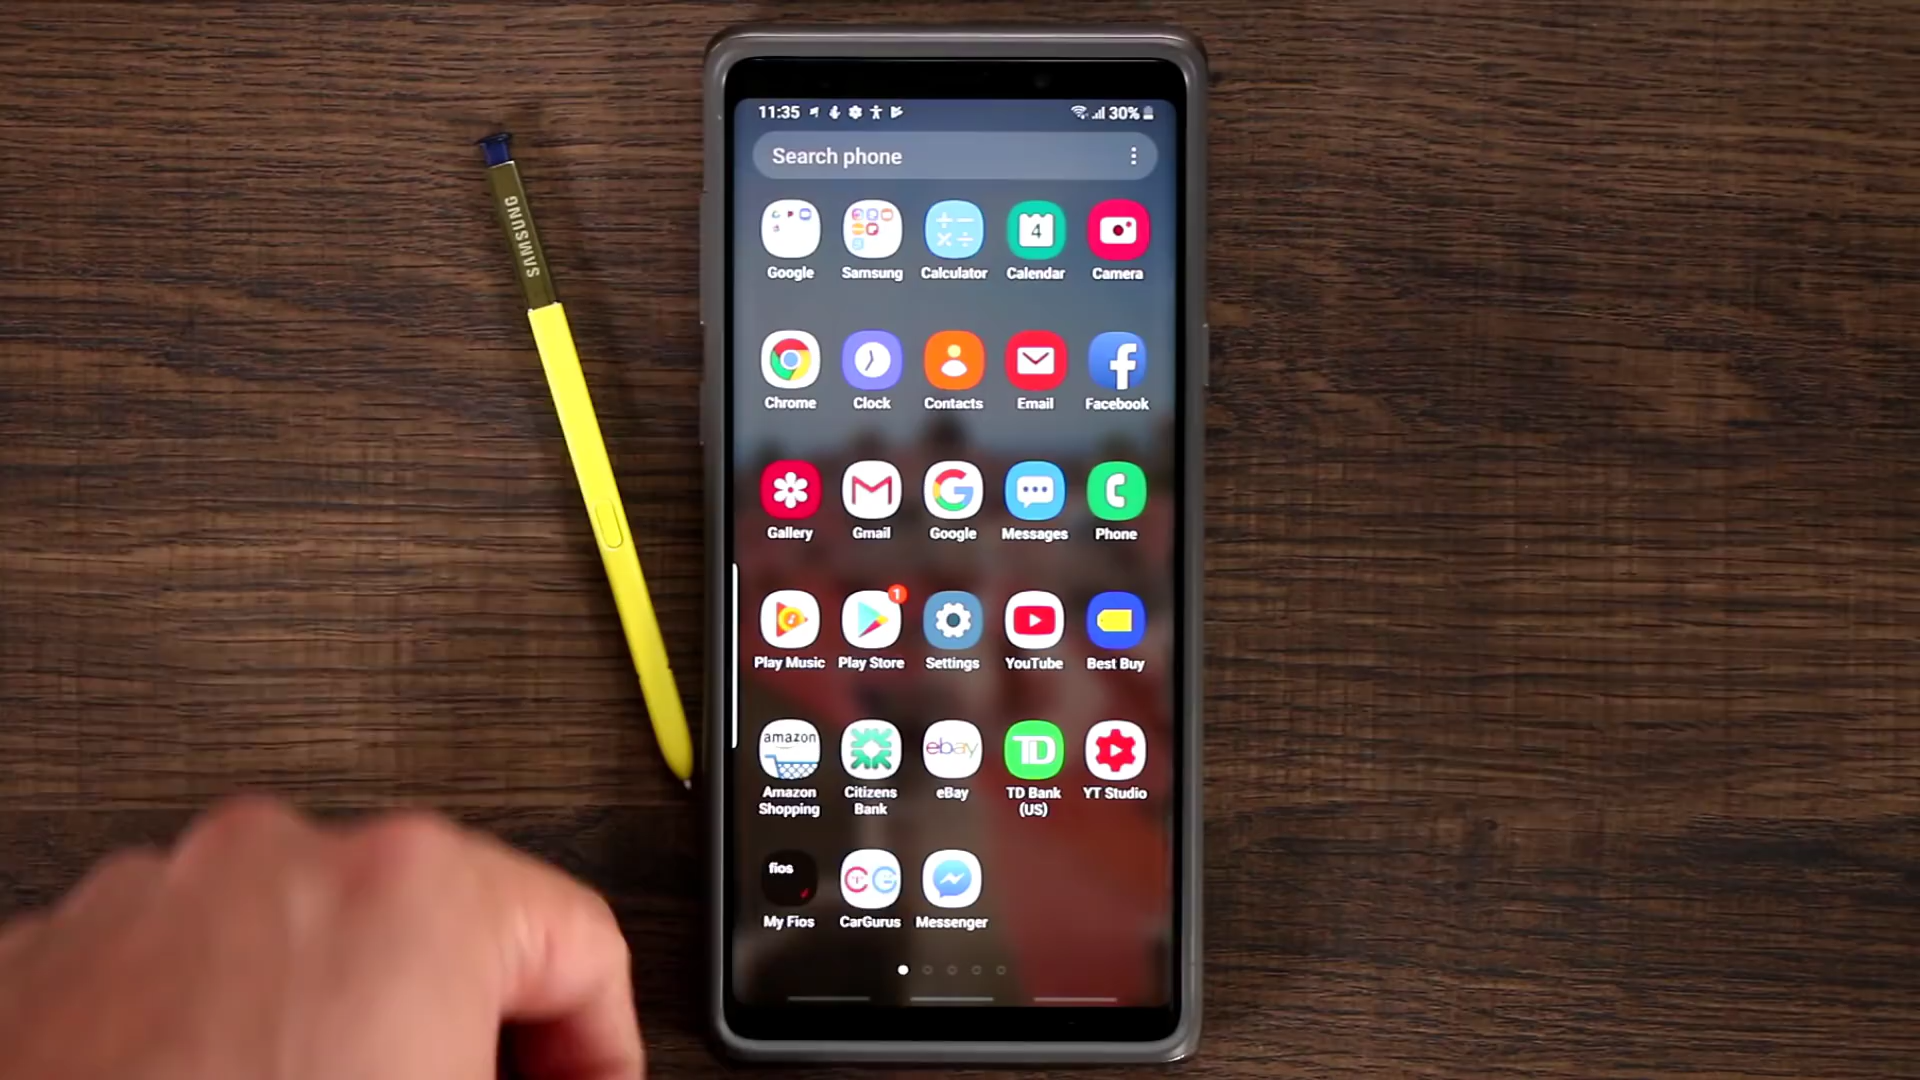 11:35 30%
Search phone
SAMSUNG
4
Google Samsung Calculator Calendar Camera
Chrome Clock Contacts Email Facebook
1
Gallery Gmail Google Messages Phone
Play Music Play Store Settings YouTube Best Buy
amazon ebay TD
Amazon Shopping Citizens Bank eBay TD Bank (US) YT Studio
fios CG
My Fios CarGurus Messenger